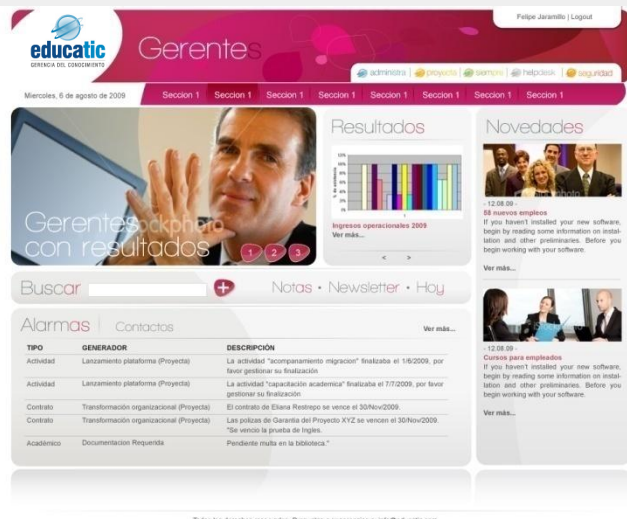 Felipe Jaramillo | Logout
educatic
GERENCIA DEL CONOCIMIENTO
Gerentes
administra | proyecta | siempre | helpdesk | seguridad
Miercoles, 6 de agosto de 2009
Seccion 1 Seccion 1 Seccion 1 Seccion 1 Seccion 1 Seccion 1 Seccion 1 Seccion 1
Gerentes
con resultados
1 2 3
Resultados
Ingresos operacionales 2009
Ver más...
< >
Novedades
- 12.08.09 -
58 nuevos empleos
If you haven't installed your new software,
begin by reading some information on instal-
lation and other preliminaries. Before you
begin working with your software.
Ver más...
- 12.08.09 -
Cursos para empleados
If you haven't installed your new software,
begin by reading some information on instal-
lation and other preliminaries. Before you
begin working with your software.
Ver más...
Buscar
Notas • Newsletter • Hoy
Alarmas | Contactos
Ver más...
TIPO GENERADOR DESCRIPCIÓN
Actividad Lanzamiento plataforma (Proyecta) La actividad "acompanamiento migracion" finalizaba el 1/6/2009, por
favor gestionar su finalización
Actividad Lanzamiento plataforma (Proyecta) La actividad "capacitación academica" finalizaba el 7/7/2009, por favor
gestionar su finalización
Contrato Transformación organizacional (Proyecta) El contrato de Eliana Restrepo se vence el 30/Nov/2009.
Contrato Transformación organizacional (Proyecta) Las polizas de Garantia del Proyecto XYZ se vencen el 30/Nov/2009.
"Se vencio la prueba de Ingles.
Académico Documentacion Requerida Pendiente multa en la biblioteca."